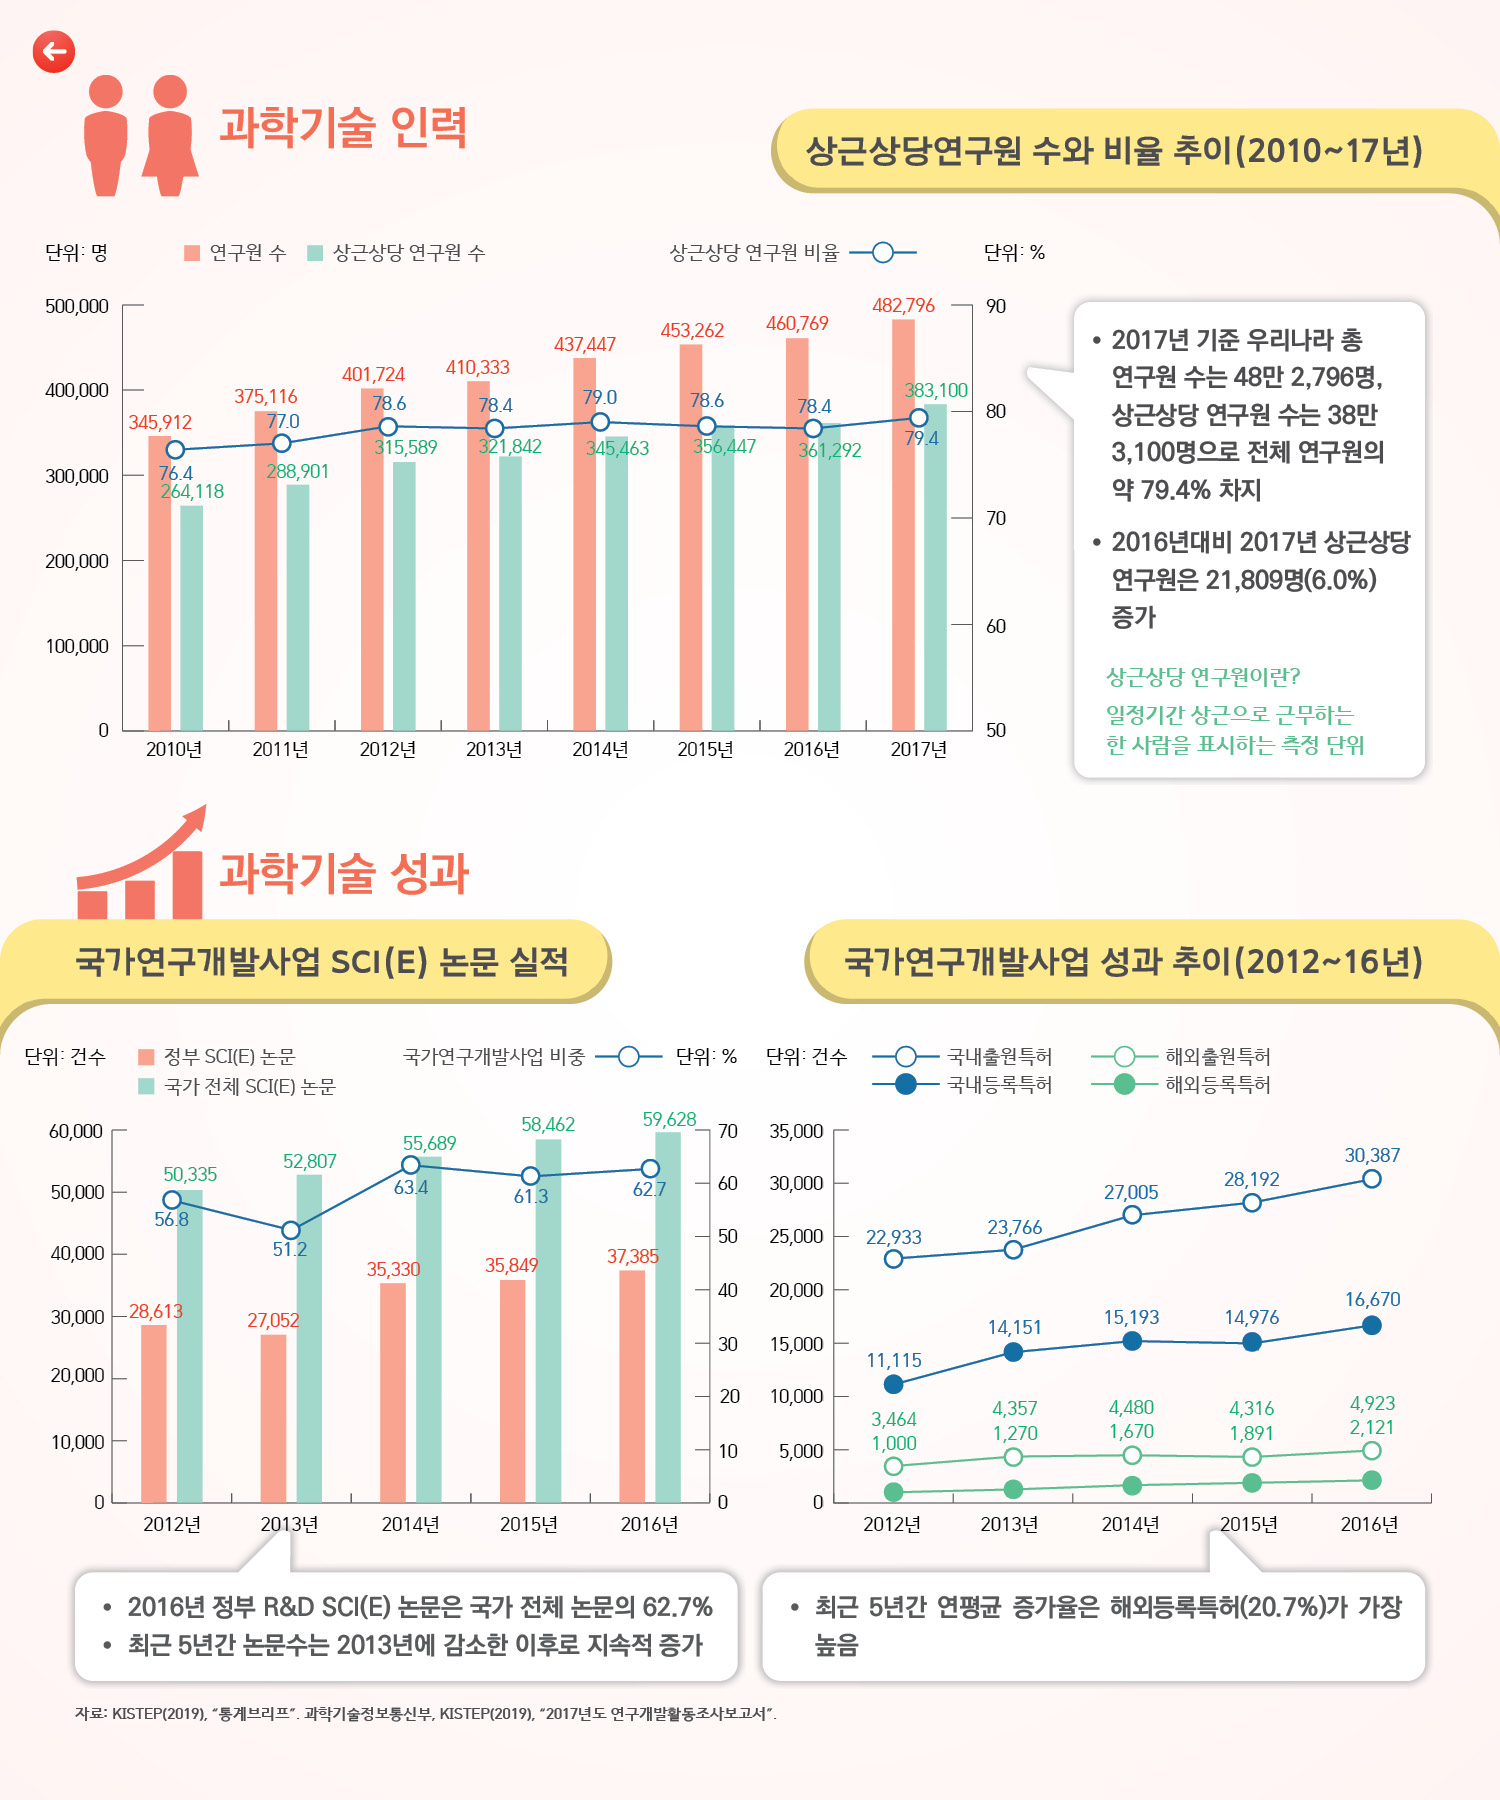 과학기술 인력
상근상당연구원 수와 비율 추이(2010~17년)
단위: 명
연구원 수
상근상당 연구원 수
상근상당 연구원 비율
단위: %
500,000
400,000
300,000
200,000
100,000
0
345,912
375,116
401,724
410,333
437,447
453,262
460,769
482,796
76.4
77.0
78.6
78.4
79.0
78.6
78.4
79.4
264,118
288,901
315,589
321,842
345,463
356,447
361,292
383,100
90
80
70
60
50
2010년
2011년
2012년
2013년
2014년
2015년
2016년
2017년
• 2017년 기준 우리나라 총
연구원 수는 48만 2,796명,
상근상당 연구원 수는 38만
3,100명으로 전체 연구원의
약 79.4% 차지
• 2016년대비 2017년 상근상당
연구원은 21,809명(6.0%)
증가
상근상당 연구원이란?
일정기간 상근으로 근무하는
한 사람을 표시하는 측정 단위
과학기술 성과
국가연구개발사업 SCI(E) 논문 실적
단위: 건수
정부 SCI(E) 논문
국가 전체 SCI(E) 논문
국가연구개발사업 비중
단위: %
60,000
50,000
40,000
30,000
20,000
10,000
0
50,335
52,807
55,689
58,462
59,628
56.8
51.2
63.4
61.3
62.7
28,613
27,052
35,330
35,849
37,385
70
60
50
40
30
20
10
0
2012년
2013년
2014년
2015년
2016년
• 2016년 정부 R&D SCI(E) 논문은 국가 전체 논문의 62.7%
• 최근 5년간 논문수는 2013년에 감소한 이후로 지속적 증가
국가연구개발사업 성과 추이(2012~16년)
단위: 건수
국내출원특허
해외출원특허
국내등록특허
해외등록특허
35,000
30,000
25,000
20,000
15,000
10,000
5,000
0
22,933
23,766
27,005
28,192
30,387
11,115
14,151
15,193
14,976
16,670
3,464
4,357
4,480
4,316
4,923
1,000
1,270
1,670
1,891
2,121
2012년
2013년
2014년
2015년
2016년
• 최근 5년간 연평균 증가율은 해외등록특허(20.7%)가 가장
높음
자료: KISTEP(2019), “통계브리프”. 과학기술정보통신부, KISTEP(2019), “2017년도 연구개발활동조사보고서”.